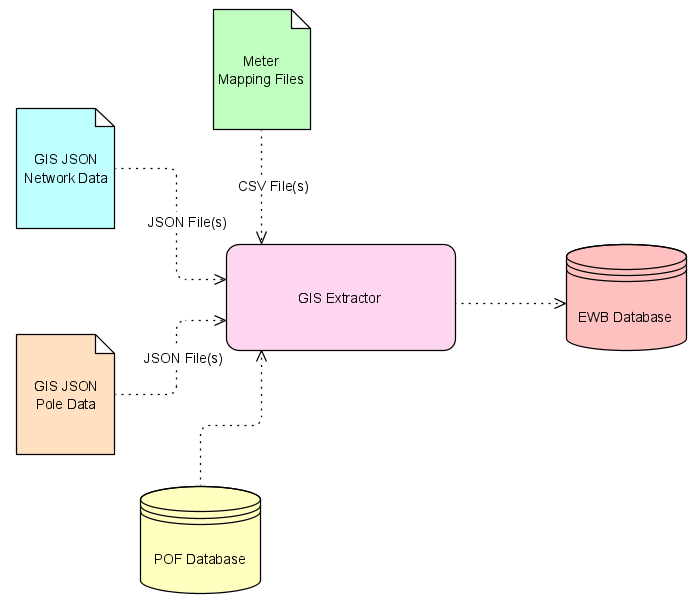 Meter
Mapping Files
GIS JSON
Network Data
CSV File(s)
JSON File(s)
GIS Extractor
EWB Database
JSON File(s)
GIS JSON
Pole Data
POF Database